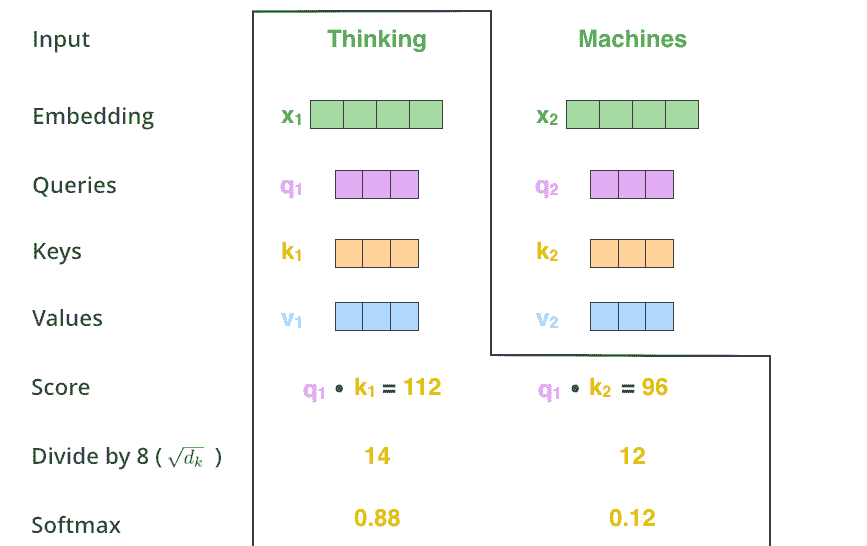 Input Thinking Machines
Embedding x₁ x₂
Queries q₁ q₂
Keys k₁ k₂
Values v₁ v₂
Score q₁ • k₁ = 112 q₁ • k₂ = 96
Divide by 8 ( √dₖ ) 14 12
Softmax 0.88 0.12